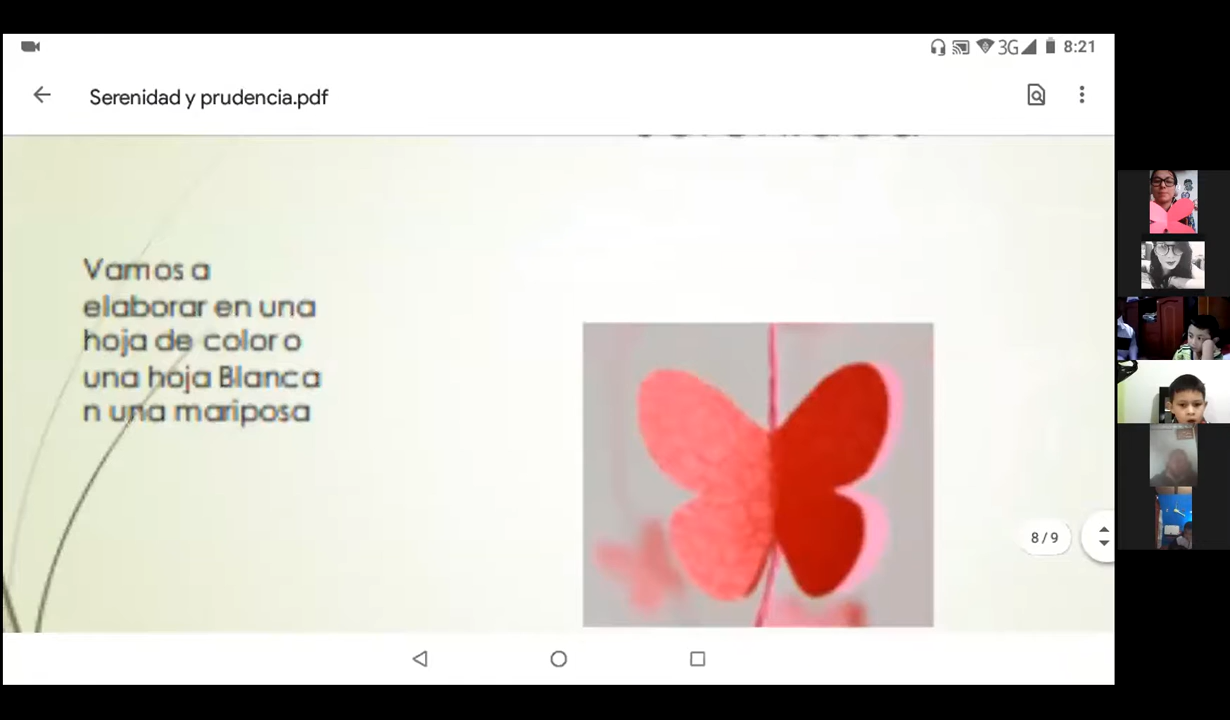 3G 8:21
Serenidad y prudencia.pdf
Vamos a
elaborar en una
hoja de color o
una hoja Blanca
n una mariposa
8 / 9